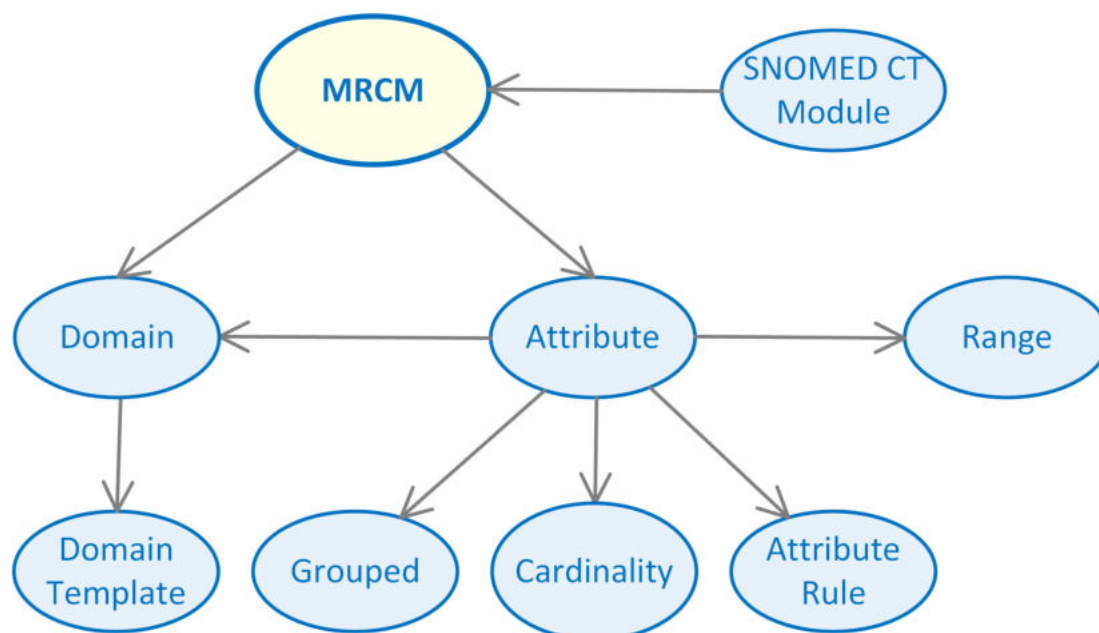 MRCM
SNOMED CT
Module
Domain
Attribute
Range
Domain
Template
Grouped
Cardinality
Attribute
Rule